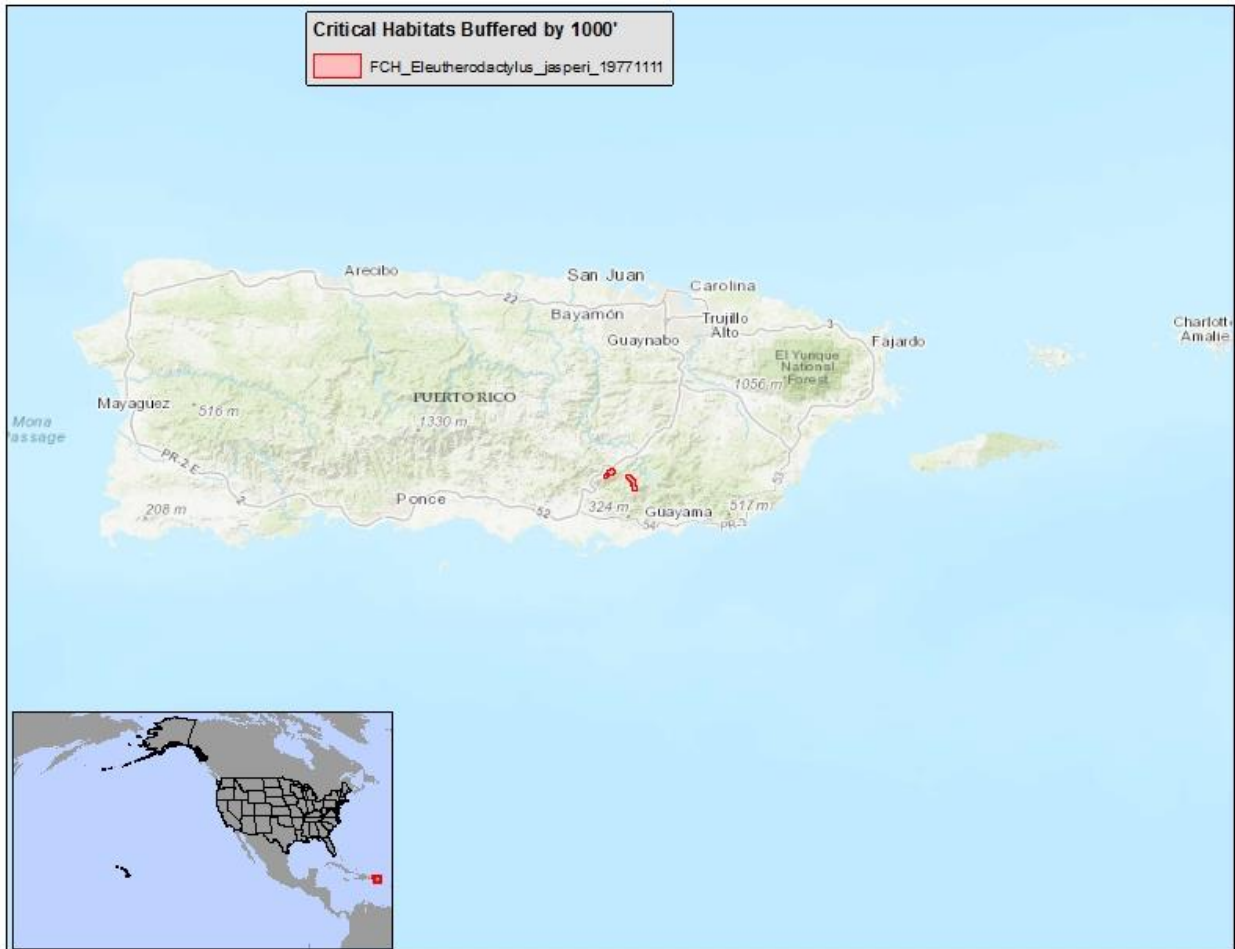 Critical Habitats Buffered by 1000'
FCH_Eleutherodactylus_jasperi_19771111
Arecibo
San Juan
Carolina
22
Bayamón
Trujillo
Alto
3
Guaynabo
Fajardo
Charlotte
Amalie
El Yunque
National
Forest
1056 m
PUERTO RICO
Mayaguez
516 m
1330 m
Mona
Passage
PR 2 E
53
Ponce
2
208 m
52
324 m
Guayama
517 m
54